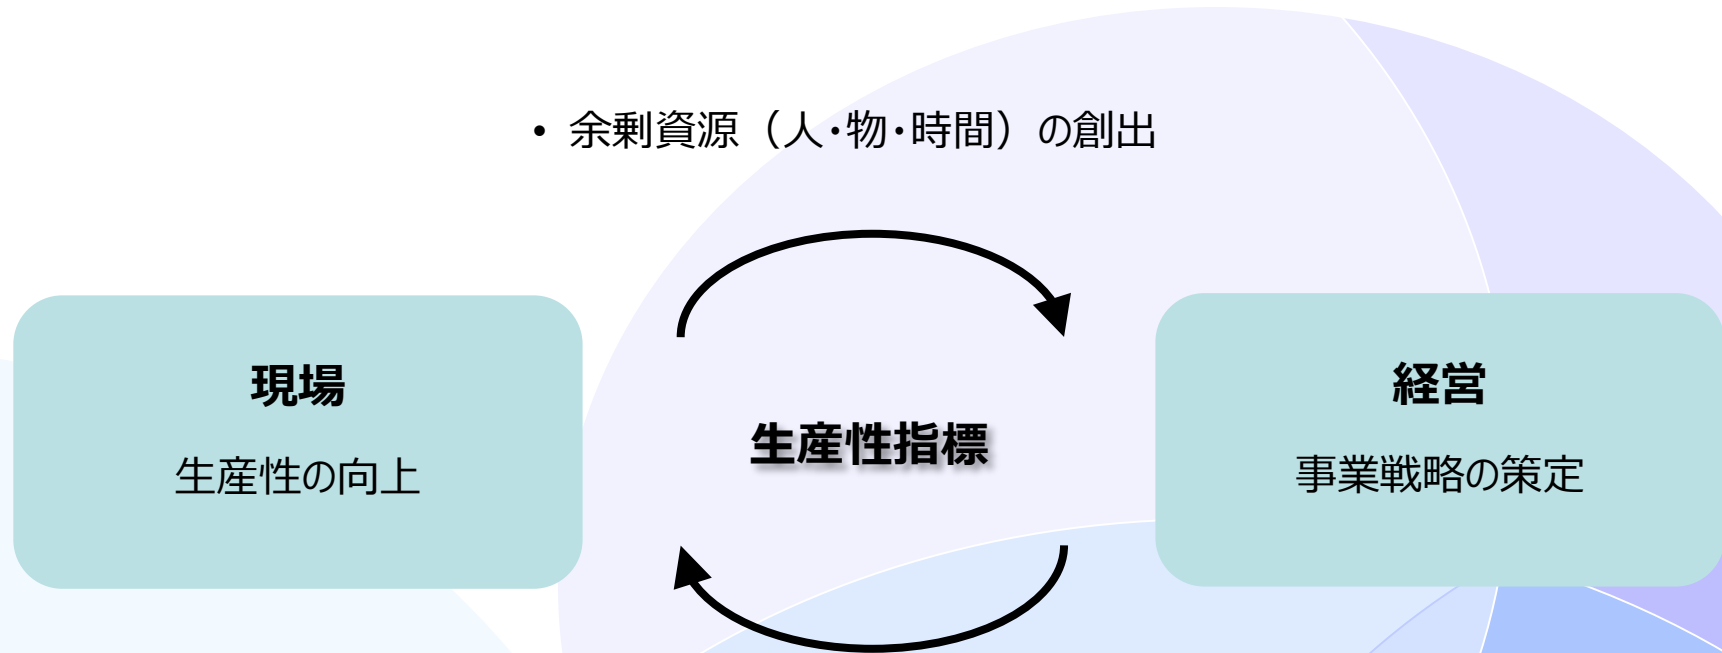 • 余剰資源（人･物･時間）の創出
現場
生産性の向上
生産性指標
経営
事業戦略の策定